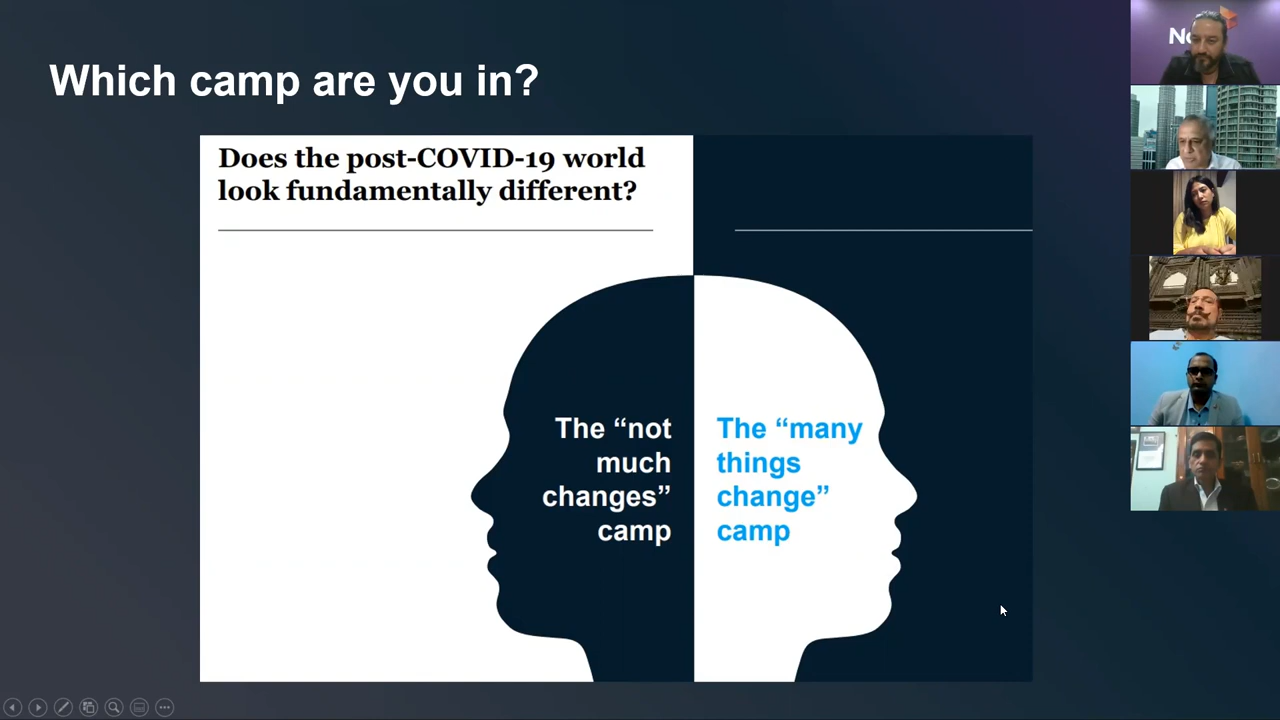 Which camp are you in?
Does the post-COVID-19 world
look fundamentally different?
The “not
much
changes”
camp
The “many
things
change”
camp